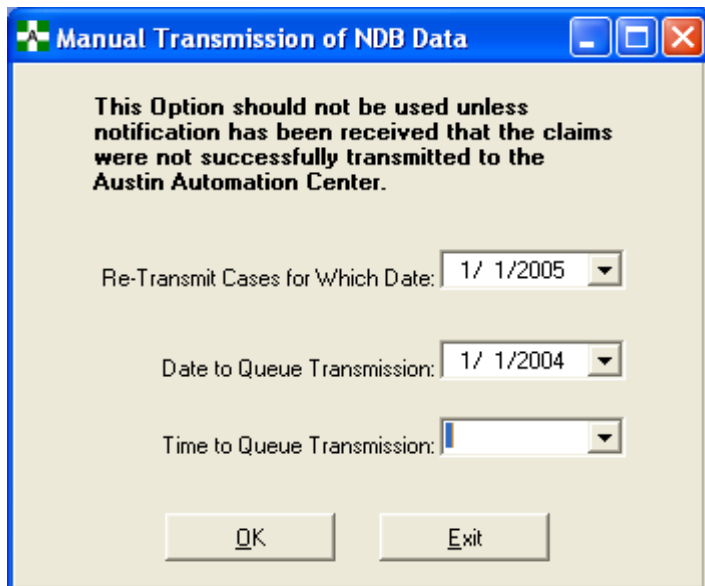 Manual Transmission of NDB Data
This Option should not be used unless
notification has been received that the claims
were not successfully transmitted to the
Austin Automation Center.
Re-Transmit Cases for Which Date: 1/ 1/2005
Date to Queue Transmission: 1/ 1/2004
Time to Queue Transmission:
OK Exit